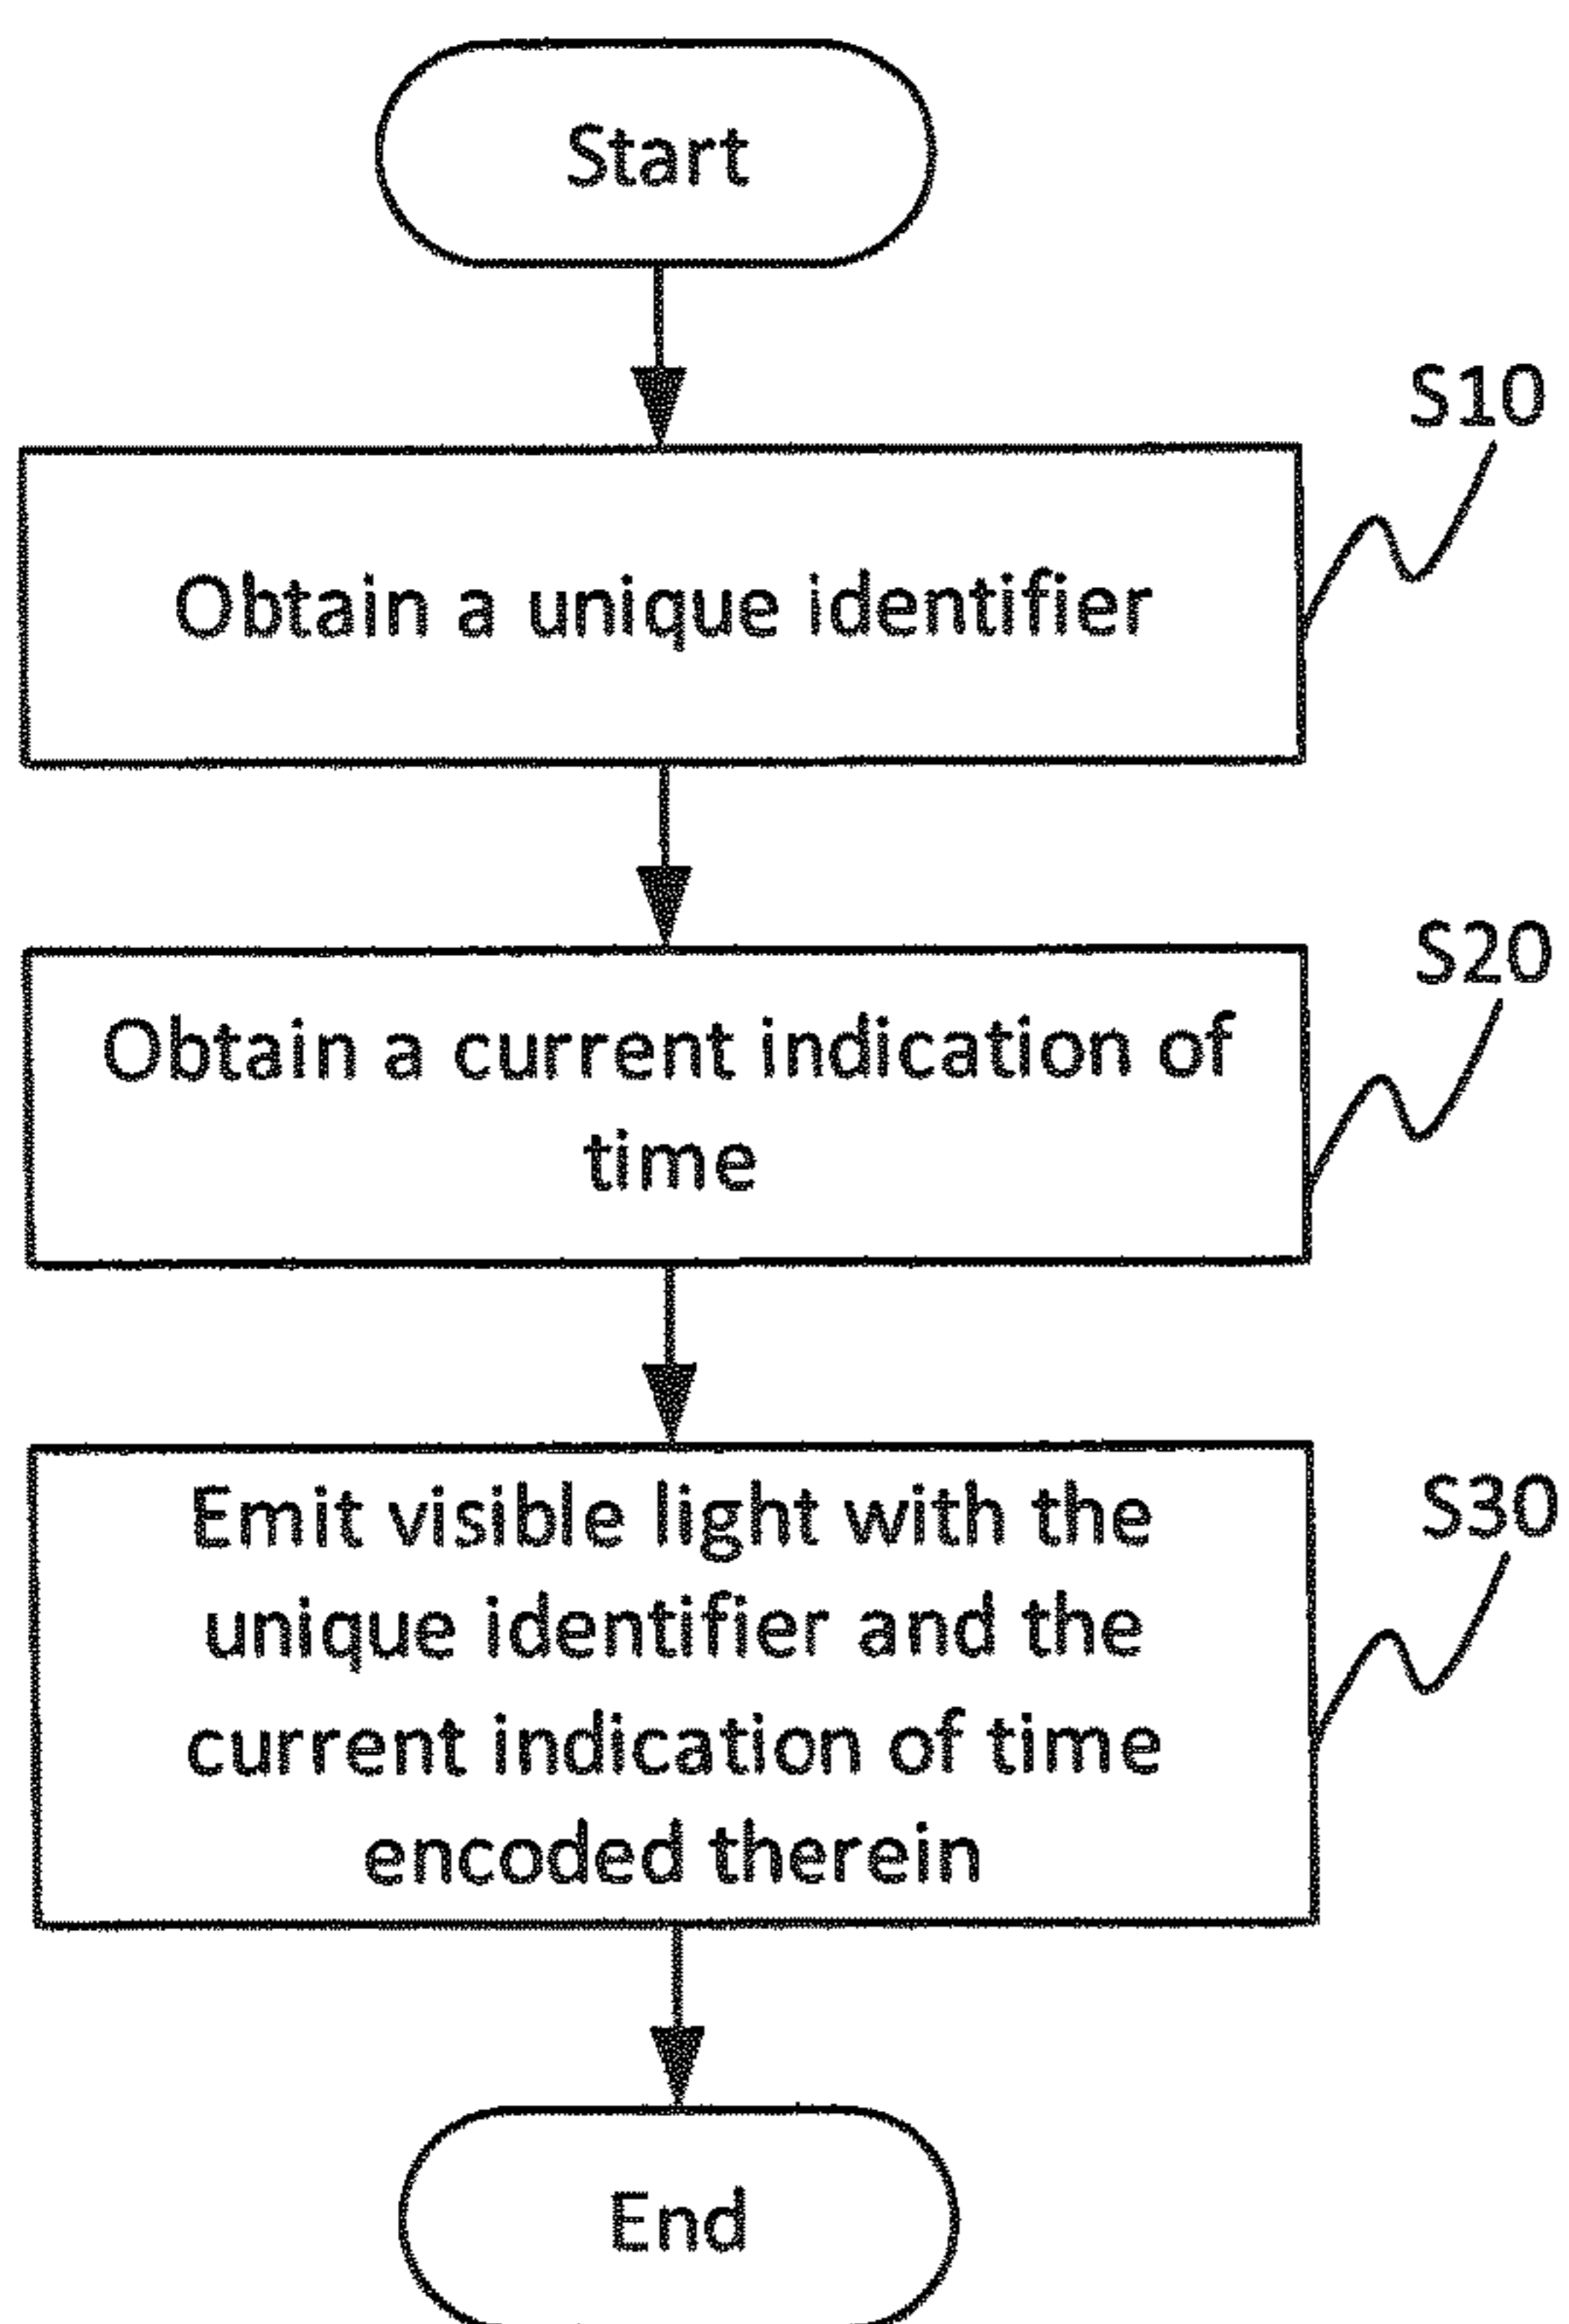 Start
S10
Obtain a unique identifier
S20
Obtain a current indication of
time
S30
Emit visible light with the
unique identifier and the
current indication of time
encoded therein
End